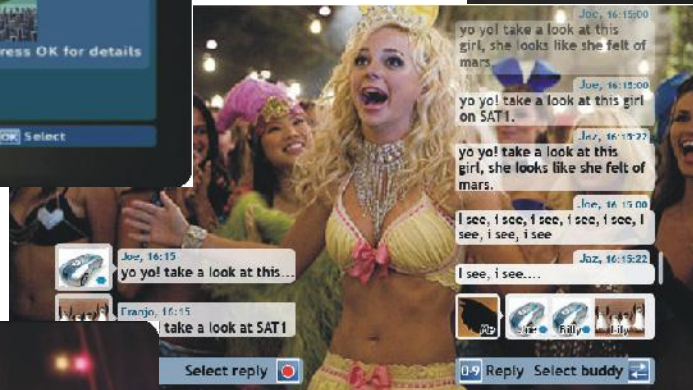 ress OK for details
OK Select
Joe, 16:15:00
yo yo! take a look at this
girl, she looks like she felt of
mars.
Joe, 16:15:00
yo yo! take a look at this girl
on SAT1.
Jaz, 16:15:22
yo yo! take a look at this
girl, she looks like she felt of
mars.
Joe, 16:15:00
I see, i see, i see, i see, i see, I
see, i see, i see
Jaz, 16:15:22
I see, i see....
Me Joe Billy Lily
Joe, 16:15
yo yo! take a look at this...
Franjo, 16:15
take a look at SAT1
Select reply
0-9 Reply Select buddy